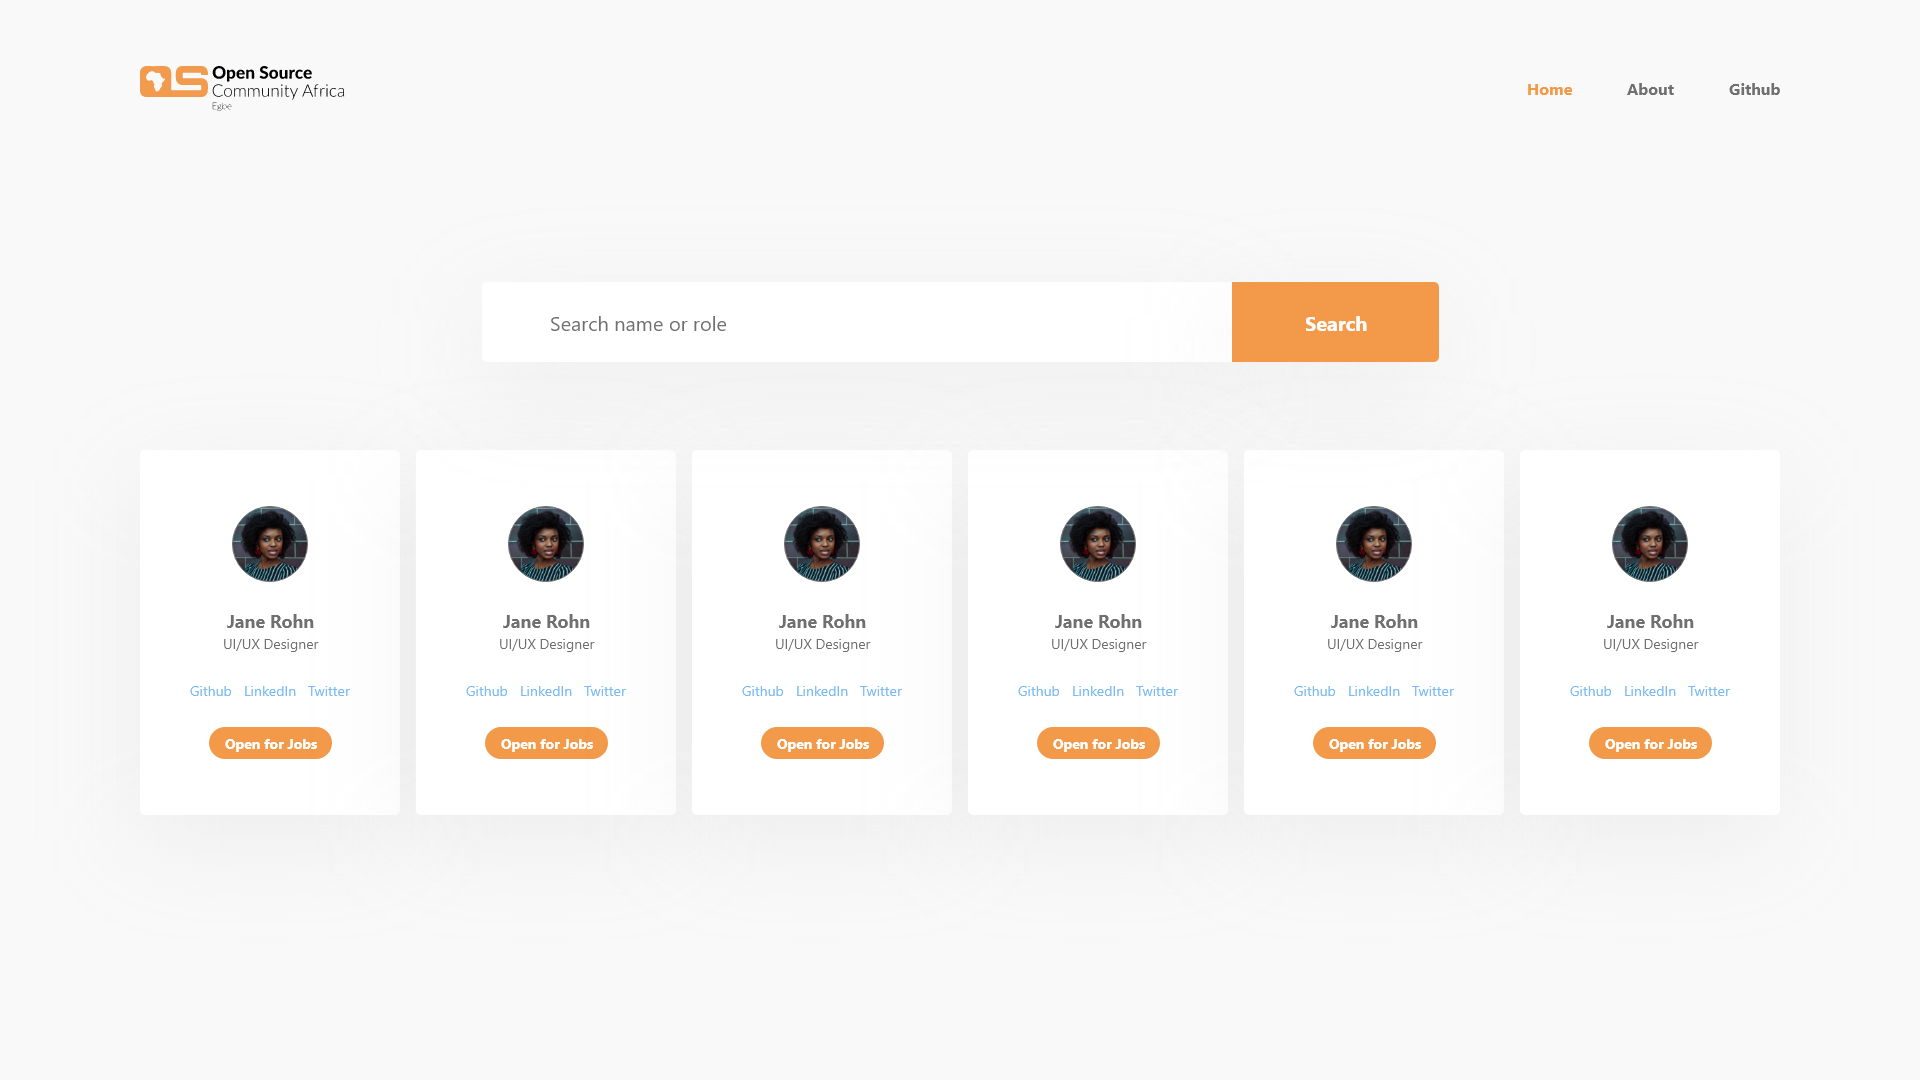 Open Source
Community Africa
Egbe
Home About Github
Search name or role Search
Jane Rohn Jane Rohn Jane Rohn Jane Rohn Jane Rohn Jane Rohn
UI/UX Designer UI/UX Designer UI/UX Designer UI/UX Designer UI/UX Designer UI/UX Designer
Github LinkedIn Twitter Github LinkedIn Twitter Github LinkedIn Twitter Github LinkedIn Twitter Github LinkedIn Twitter Github LinkedIn Twitter
Open for Jobs Open for Jobs Open for Jobs Open for Jobs Open for Jobs Open for Jobs